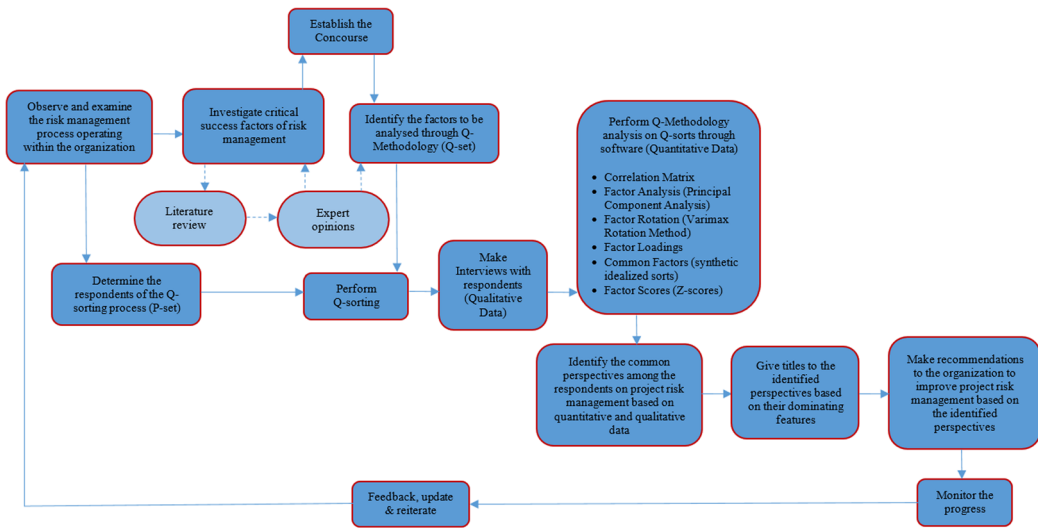 Establish the
Concourse
Observe and examine
the risk management
process operating
within the organization
Investigate critical
success factors of risk
management
Identify the factors to be
analysed through Q-
Methodology (Q-set)
Perform Q-Methodology
analysis on Q-sorts through
software (Quantitative Data)
• Correlation Matrix
• Factor Analysis (Principal
Component Analysis)
• Factor Rotation (Varimax
Rotation Method)
• Factor Loadings
• Common Factors (synthetic
idealized sorts)
• Factor Scores (Z-scores)
Literature
review
Expert
opinions
Determine the
respondents of the Q-
sorting process (P-set)
Perform
Q-sorting
Make
Interviews with
respondents
(Qualitative
Data)
Identify the common
perspectives among the
respondents on project risk
management based on
quantitative and qualitative
data
Give titles to the
identified
perspectives based
on their dominating
features
Make recommendations
to the organization to
improve project risk
management based on
the identified
perspectives
Feedback, update
& reiterate
Monitor the
progress